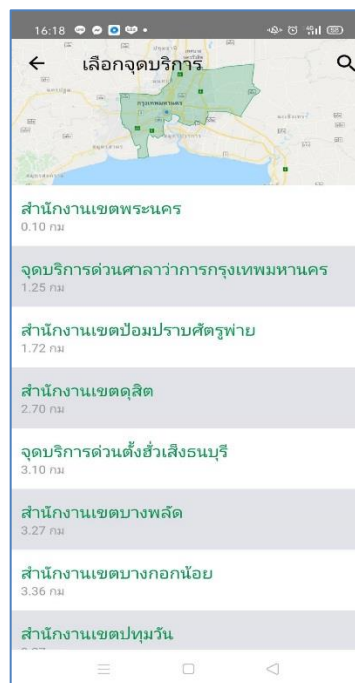 16:18
เลือกจุดบริการ
กรุงเทพมหานคร
สำนักงานเขตพระนคร
0.10 กม
จุดบริการด่วนศาลาว่าการกรุงเทพมหานคร
1.25 กม
สำนักงานเขตป้อมปราบศัตรูพ่าย
1.72 กม
สำนักงานเขตดุสิต
2.70 กม
จุดบริการด่วนตั้งฮั่วเส็งธนบุรี
3.10 กม
สำนักงานเขตบางพลัด
3.27 กม
สำนักงานเขตบางกอกน้อย
3.36 กม
สำนักงานเขตปทุมวัน